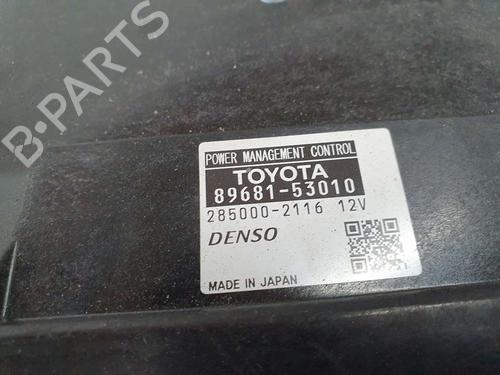 B-PARTS
POWER MANAGEMENT CONTROL
TOYOTA
89681-53010
285000-2116 12V
DENSO
MADE IN JAPAN